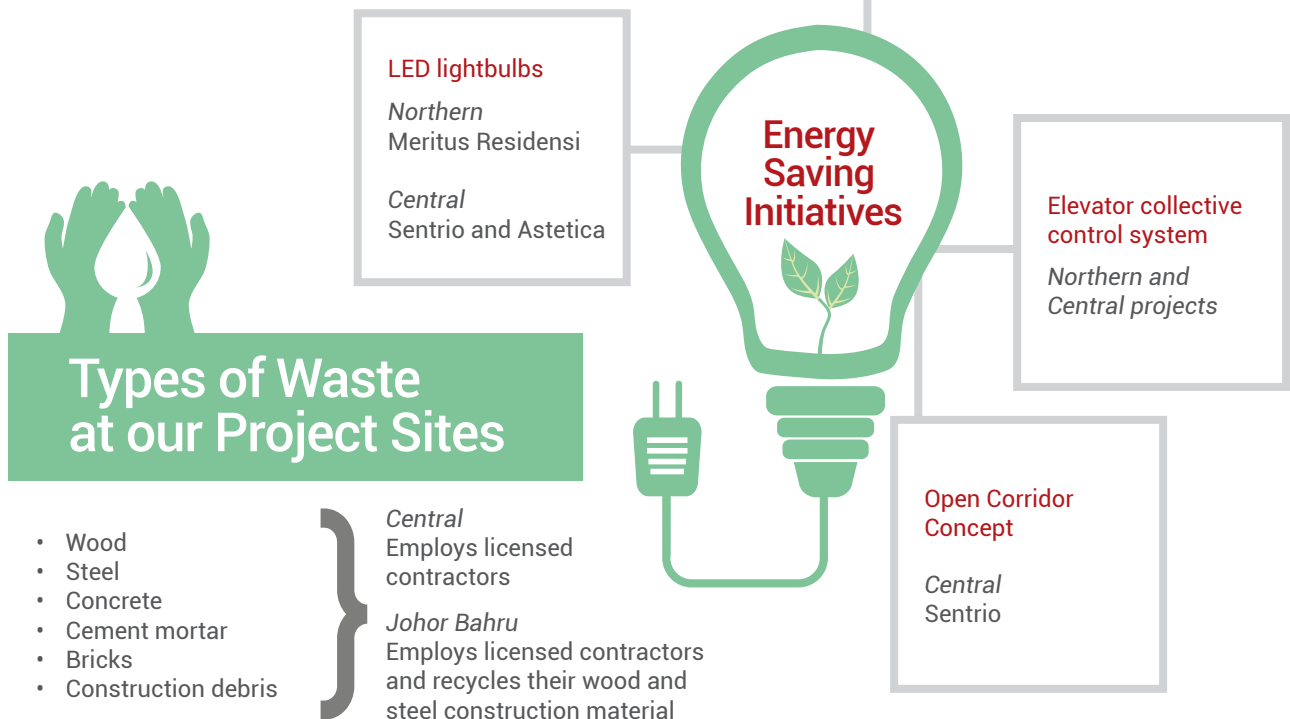 LED lightbulbs
Northern
Meritus Residensi
Central
Sentrio and Astetica
Energy
Saving
Initiatives
Elevator collective
control system
Northern and
Central projects
Open Corridor
Concept
Central
Sentrio
Types of Waste
at our Project Sites
• Wood
• Steel
• Concrete
• Cement mortar
• Bricks
• Construction debris
Central
Employs licensed
contractors
Johor Bahru
Employs licensed contractors
and recycles their wood and
steel construction material